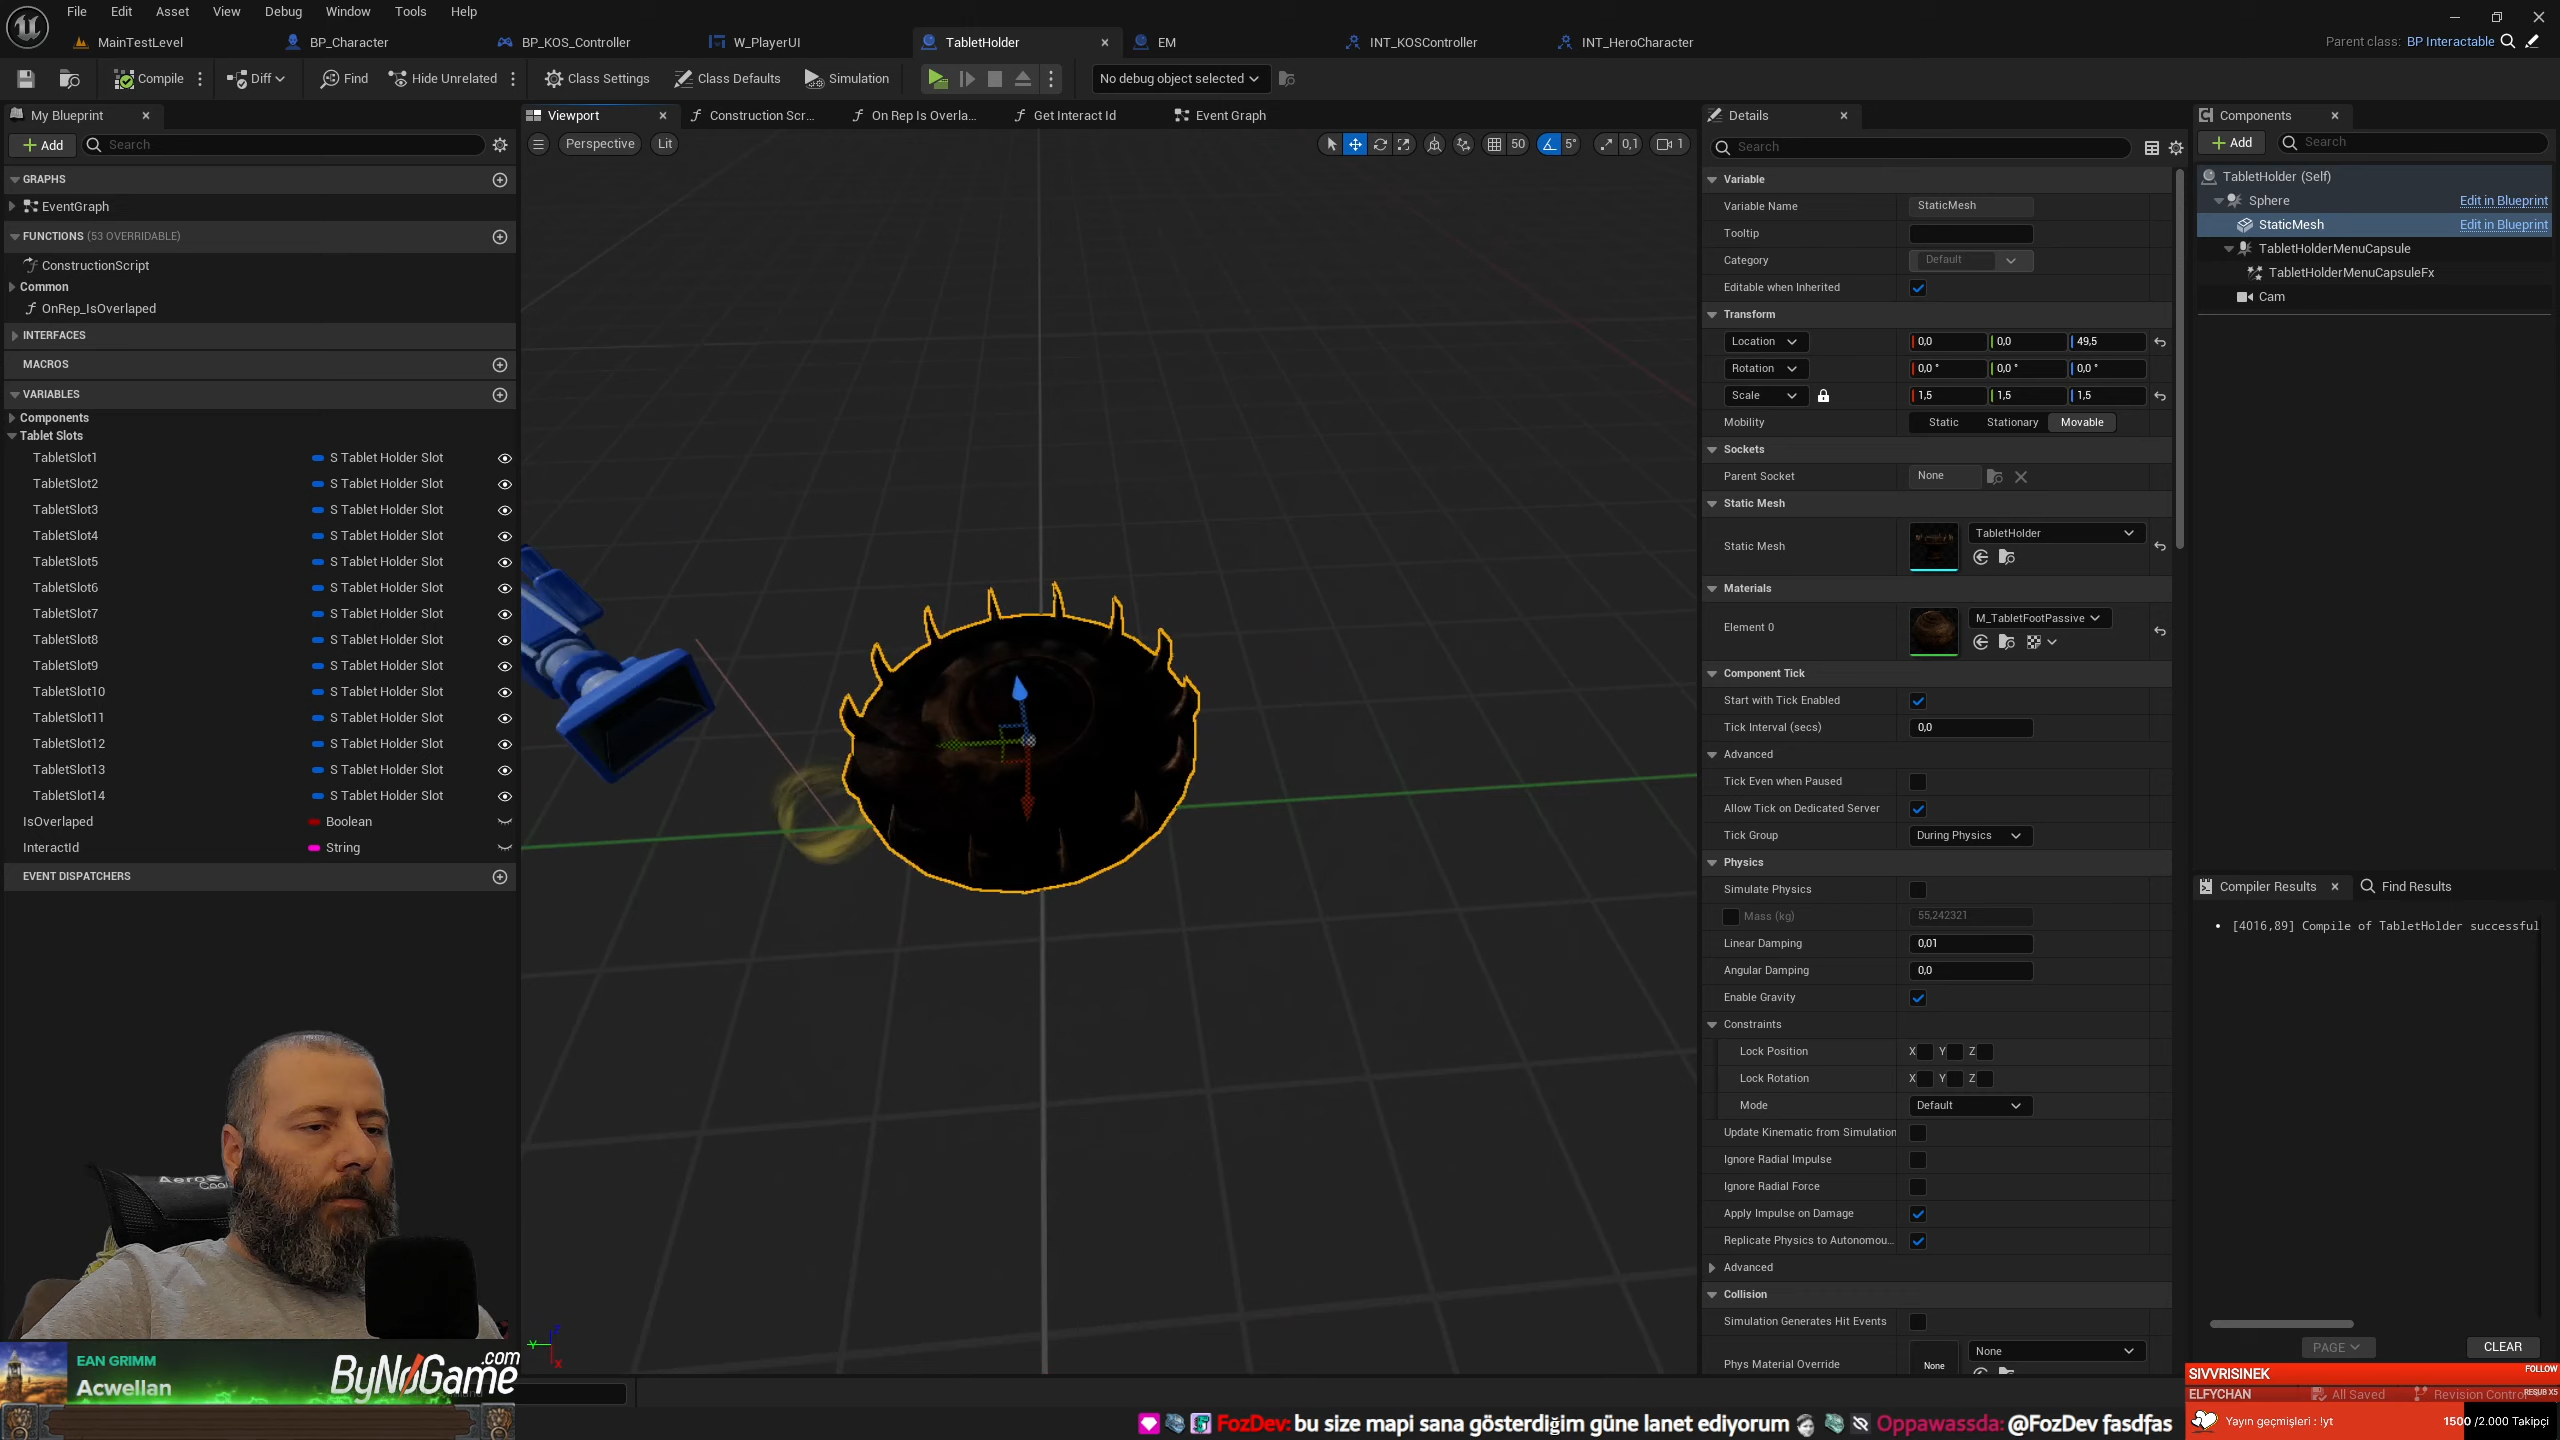 File Edit Asset View Debug Window Tools Help
MainTestLevel BP_Character BP_KOS_Controller W_PlayerUI TabletHolder EM INT_KOSController INT_HeroCharacter Parent class: BP Interactable
Compile Diff Find Hide Unrelated Class Settings Class Defaults Simulation No debug object selected
My Blueprint
Add Search
GRAPHS
EventGraph
FUNCTIONS (53 OVERRIDABLE)
ConstructionScript
Common
OnRep_IsOverlaped
INTERFACES
MACROS
VARIABLES
Components
Tablet Slots
TabletSlot1 S Tablet Holder Slot
TabletSlot2 S Tablet Holder Slot
TabletSlot3 S Tablet Holder Slot
TabletSlot4 S Tablet Holder Slot
TabletSlot5 S Tablet Holder Slot
TabletSlot6 S Tablet Holder Slot
TabletSlot7 S Tablet Holder Slot
TabletSlot8 S Tablet Holder Slot
TabletSlot9 S Tablet Holder Slot
TabletSlot10 S Tablet Holder Slot
TabletSlot11 S Tablet Holder Slot
TabletSlot12 S Tablet Holder Slot
TabletSlot13 S Tablet Holder Slot
TabletSlot14 S Tablet Holder Slot
IsOverlaped Boolean
InteractId String
EVENT DISPATCHERS
Viewport Construction Scr... On Rep Is Overla... Get Interact Id Event Graph
Perspective Lit 50 5° 0,1 1
Details
Search
Variable
Variable Name StaticMesh
Tooltip
Category Default
Editable when Inherited
Transform
Location 0,0 0,0 49,5
Rotation 0,0 ° 0,0 ° 0,0 °
Scale 1,5 1,5 1,5
Mobility Static Stationary Movable
Sockets
Parent Socket None
Static Mesh
Static Mesh TabletHolder
Materials
Element 0 M_TabletFootPassive
Component Tick
Start with Tick Enabled
Tick Interval (secs) 0,0
Advanced
Tick Even when Paused
Allow Tick on Dedicated Server
Tick Group During Physics
Physics
Simulate Physics
Mass (kg) 55,242321
Linear Damping 0,01
Angular Damping 0,0
Enable Gravity
Constraints
Lock Position X Y Z
Lock Rotation X Y Z
Mode Default
Update Kinematic from Simulation
Ignore Radial Impulse
Ignore Radial Force
Apply Impulse on Damage
Replicate Physics to Autonomou...
Advanced
Collision
Simulation Generates Hit Events
Phys Material Override None None
Components
Add Search
TabletHolder (Self)
Sphere Edit in Blueprint
StaticMesh Edit in Blueprint
TabletHolderMenuCapsule
TabletHolderMenuCapsuleFx
Cam
Compiler Results Find Results
[4016,89] Compile of TabletHolder successful
PAGE CLEAR
Aero
Y X
EAN GRIMM
Acwellan
ByNoGame.com
FozDev: bu size mapi sana gösterdiğim güne lanet ediyorum Oppawassda: @FozDev fasdfas
SIVVRISINEK FOLLOW
ELFYCHAN All Saved Revision Control RESUB X5
Yayın geçmişleri : !yt 1500 /2.000 Takipçi